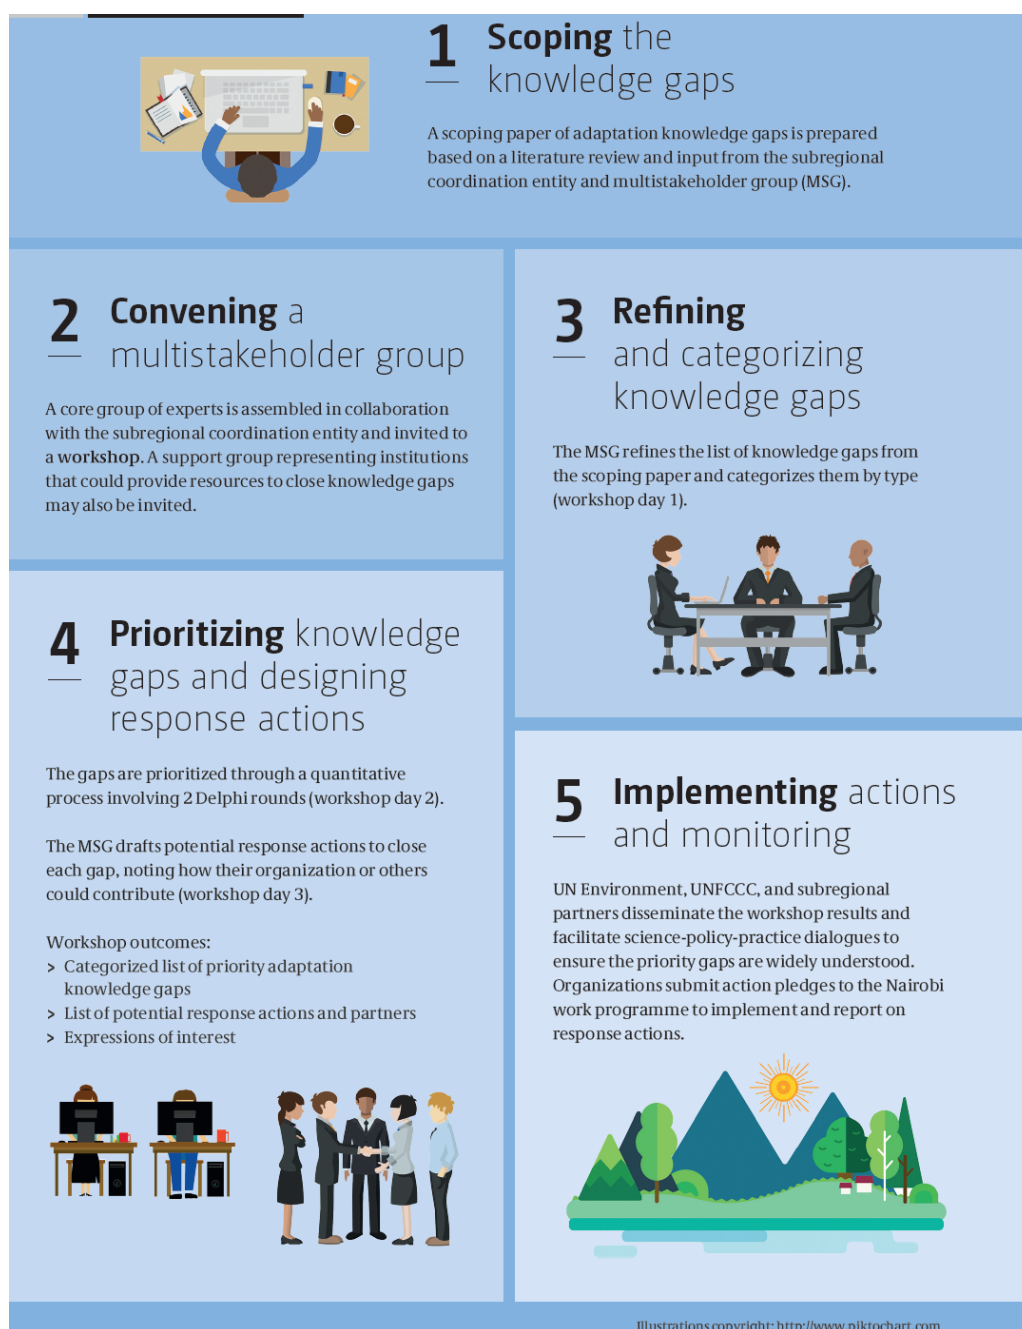 1
Scoping the
knowledge gaps
A scoping paper of adaptation knowledge gaps is prepared
based on a literature review and input from the subregional
coordination entity and multistakeholder group (MSG).
2
Convening a
multistakeholder group
A core group of experts is assembled in collaboration
with the subregional coordination entity and invited to
a workshop. A support group representing institutions
that could provide resources to close knowledge gaps
may also be invited.
3
Refining
and categorizing
knowledge gaps
The MSG refines the list of knowledge gaps from
the scoping paper and categorizes them by type
(workshop day 1).
4
Prioritizing knowledge
gaps and designing
response actions
The gaps are prioritized through a quantitative
process involving 2 Delphi rounds (workshop day 2).
The MSG drafts potential response actions to close
each gap, noting how their organization or others
could contribute (workshop day 3).
Workshop outcomes:
> Categorized list of priority adaptation
knowledge gaps
> List of potential response actions and partners
> Expressions of interest
5
Implementing actions
and monitoring
UN Environment, UNFCCC, and subregional
partners disseminate the workshop results and
facilitate science-policy-practice dialogues to
ensure the priority gaps are widely understood.
Organizations submit action pledges to the Nairobi
work programme to implement and report on
response actions.
Illustrations copyright: http://www.piktochart.com